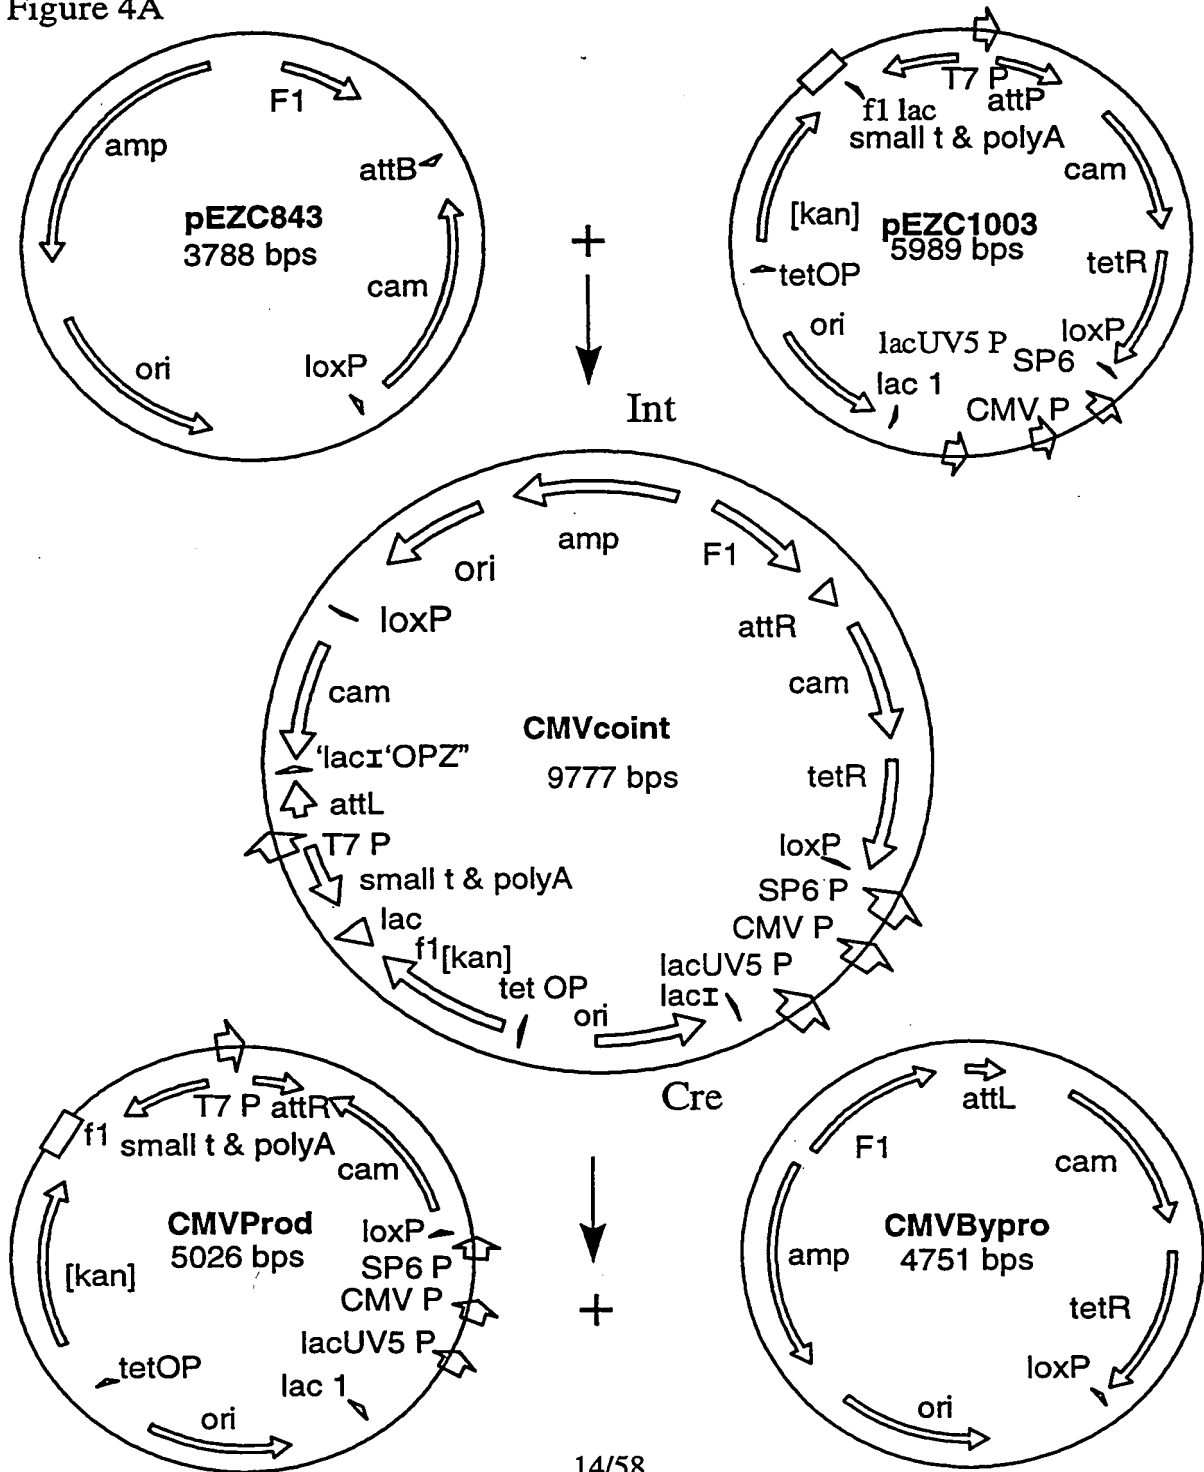 Figure 4A
F1
amp
attB
pEZC843
3788 bps
cam
ori
loxP
+
Int
T7 P
attP
f1 lac
small t & polyA
cam
[kan]
pEZC1003
5989 bps
tetR
tetOP
ori
loxP
lacUV5 P
SP6
lac 1
CMV P
amp
F1
ori
loxP
attR
cam
cam
CMVcoint
'lacI'OPZ"
9777 bps
tetR
attL
T7 P
loxP
small t & polyA
SP6 P
lac
CMV P
f1
[kan]
lacUV5 P
tet OP
lacI
ori
Cre
T7 P
attR
f1
small t & polyA
cam
CMVProd
5026 bps
loxP
[kan]
SP6 P
CMV P
lacUV5 P
tetOP
lac 1
ori
+
attL
F1
cam
CMVBypro
4751 bps
amp
tetR
loxP
ori
14/58